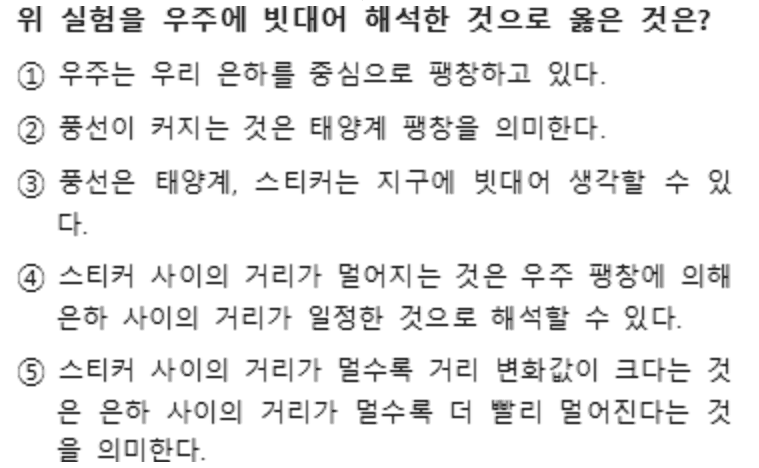 위 실험을 우주에 빗대어 해석한 것으로 옳은 것은?
① 우주는 우리 은하를 중심으로 팽창하고 있다.
② 풍선이 커지는 것은 태양계 팽창을 의미한다.
③ 풍선은 태양계, 스티커는 지구에 빗대어 생각할 수 있
다.
④ 스티커 사이의 거리가 멀어지는 것은 우주 팽창에 의해
은하 사이의 거리가 일정한 것으로 해석할 수 있다.
⑤ 스티커 사이의 거리가 멀수록 거리 변화값이 크다는 것
은 은하 사이의 거리가 멀수록 더 빨리 멀어진다는 것
을 의미한다.